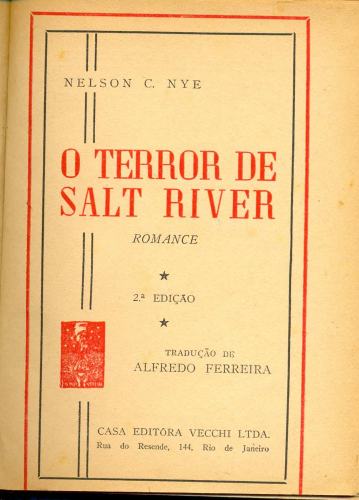 NELSON C. NYE
O TERROR DE
SALT RIVER
ROMANCE
2.ª EDIÇÃO
TRADUÇÃO DE
ALFREDO FERREIRA
CASA EDITÔRA VECCHI LTDA.
Rua do Resende, 144, Rio de Janeiro